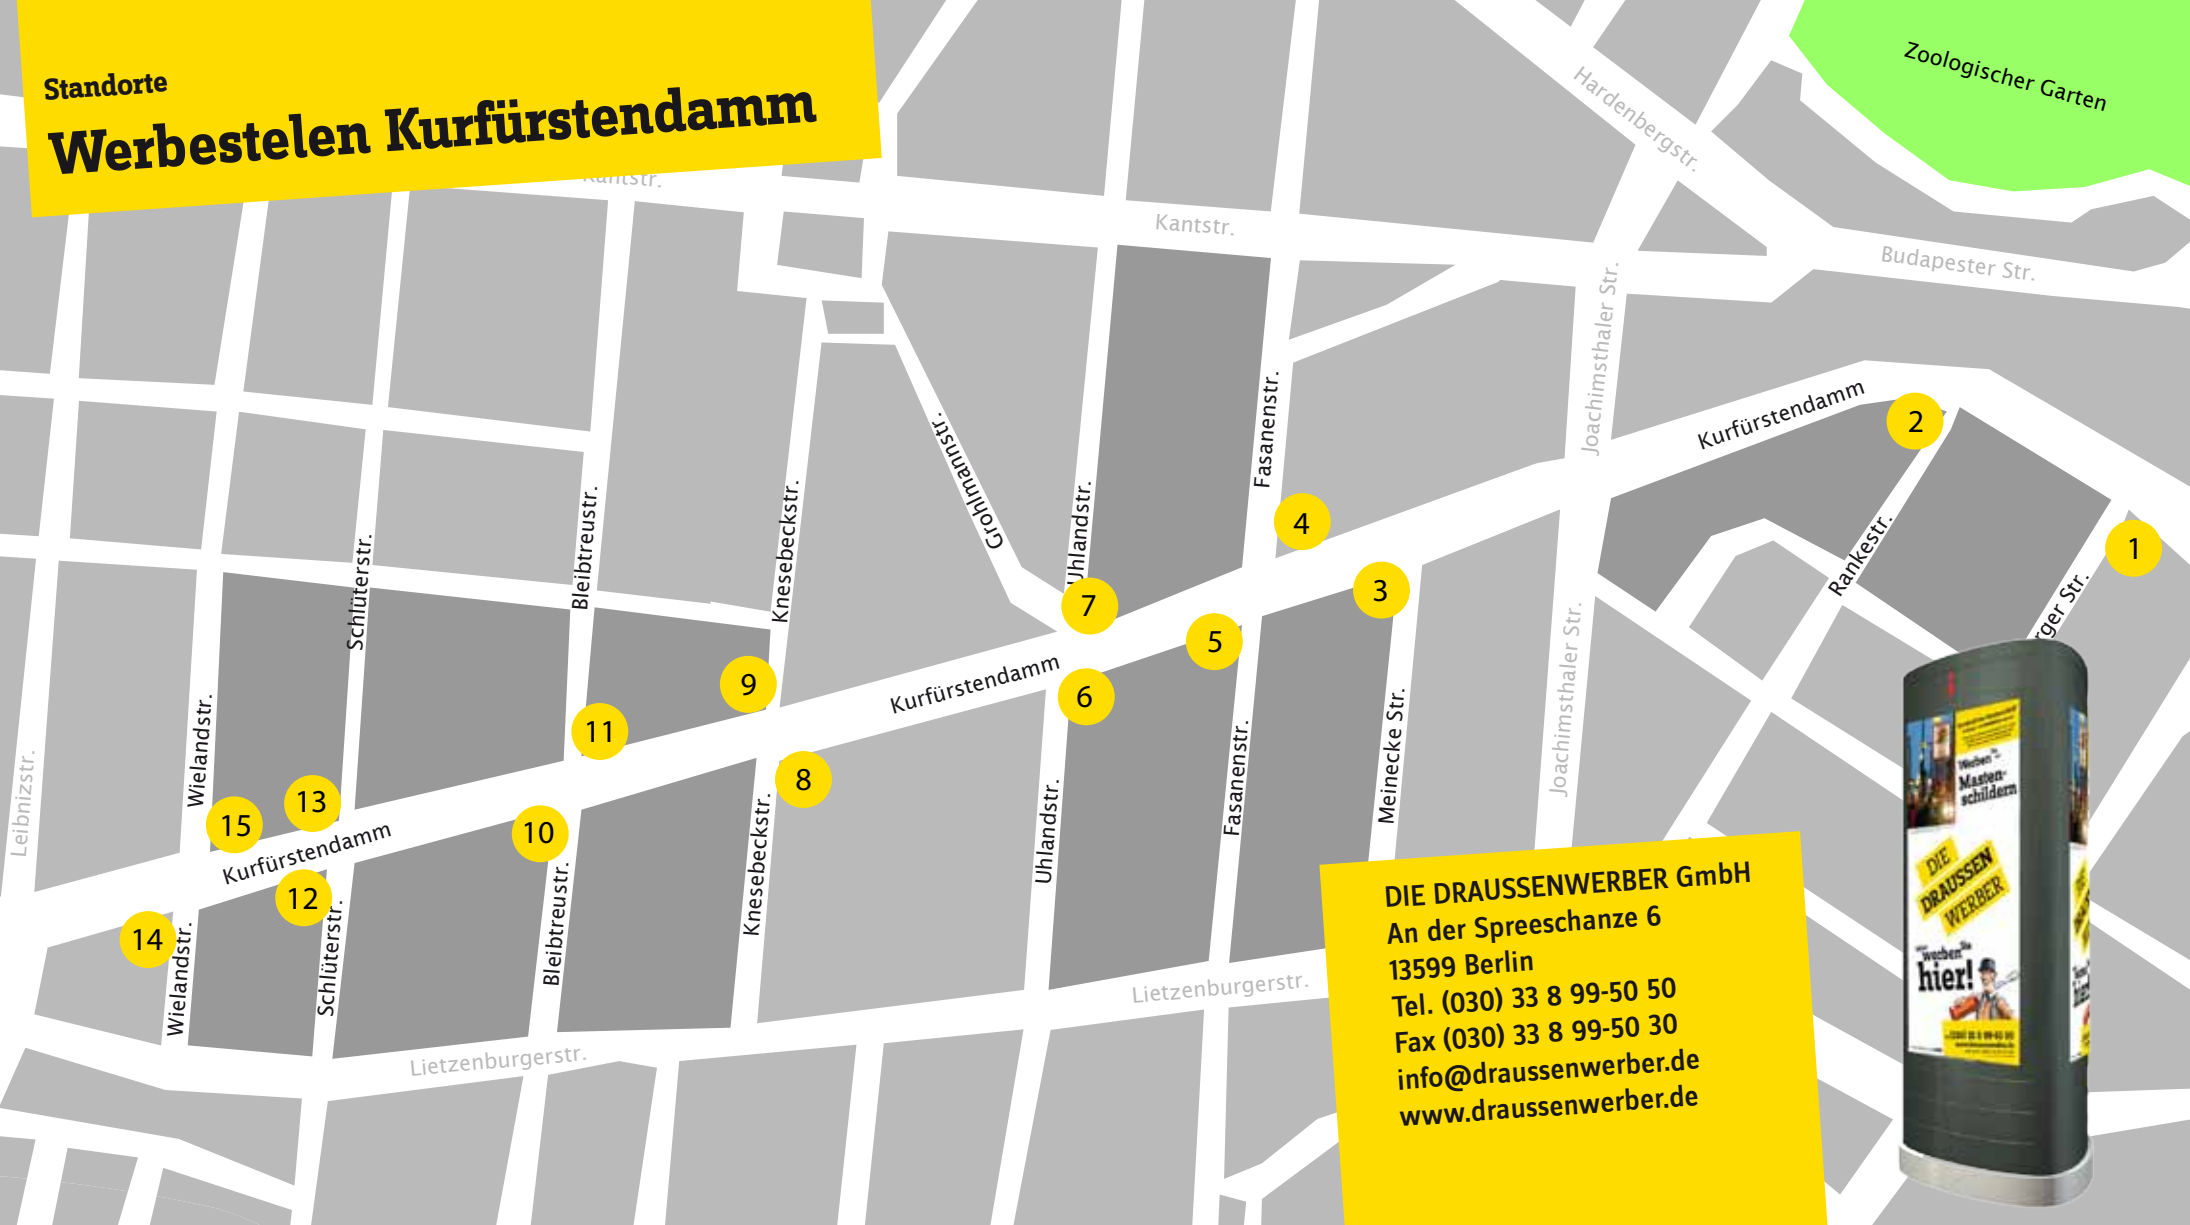 Standorte
Werbestelen Kurfürstendamm
Kantstr.
Kantstr.
Hardenbergstr.
Zoologischer Garten
Budapester Str.
Joachimsthaler Str.
Kurfürstendamm
2
1
Rankestr.
rger Str.
Fasanenstr.
4
3
Grohlmannstr.
Uhlandstr.
7
5
6
Kurfürstendamm
Knesebeckstr.
Bleibtreustr.
Schlüterstr.
9
11
8
Wielandstr.
13
15
10
Kurfürstendamm
12
14
Leibnizstr.
Wielandstr.
Schlüterstr.
Bleibtreustr.
Knesebeckstr.
Uhlandstr.
Fasanenstr.
Meinecke Str.
Joachimsthaler Str.
Lietzenburgerstr.
Lietzenburgerstr.
DIE DRAUSSENWERBER GmbH
An der Spreeschanze 6
13599 Berlin
Tel. (030) 33 8 99-50 50
Fax (030) 33 8 99-50 30
info@draussenwerber.de
www.draussenwerber.de
Werben
Masten-
schildern
DIE
DRAUSSEN
WERBER
werben Sie
hier!